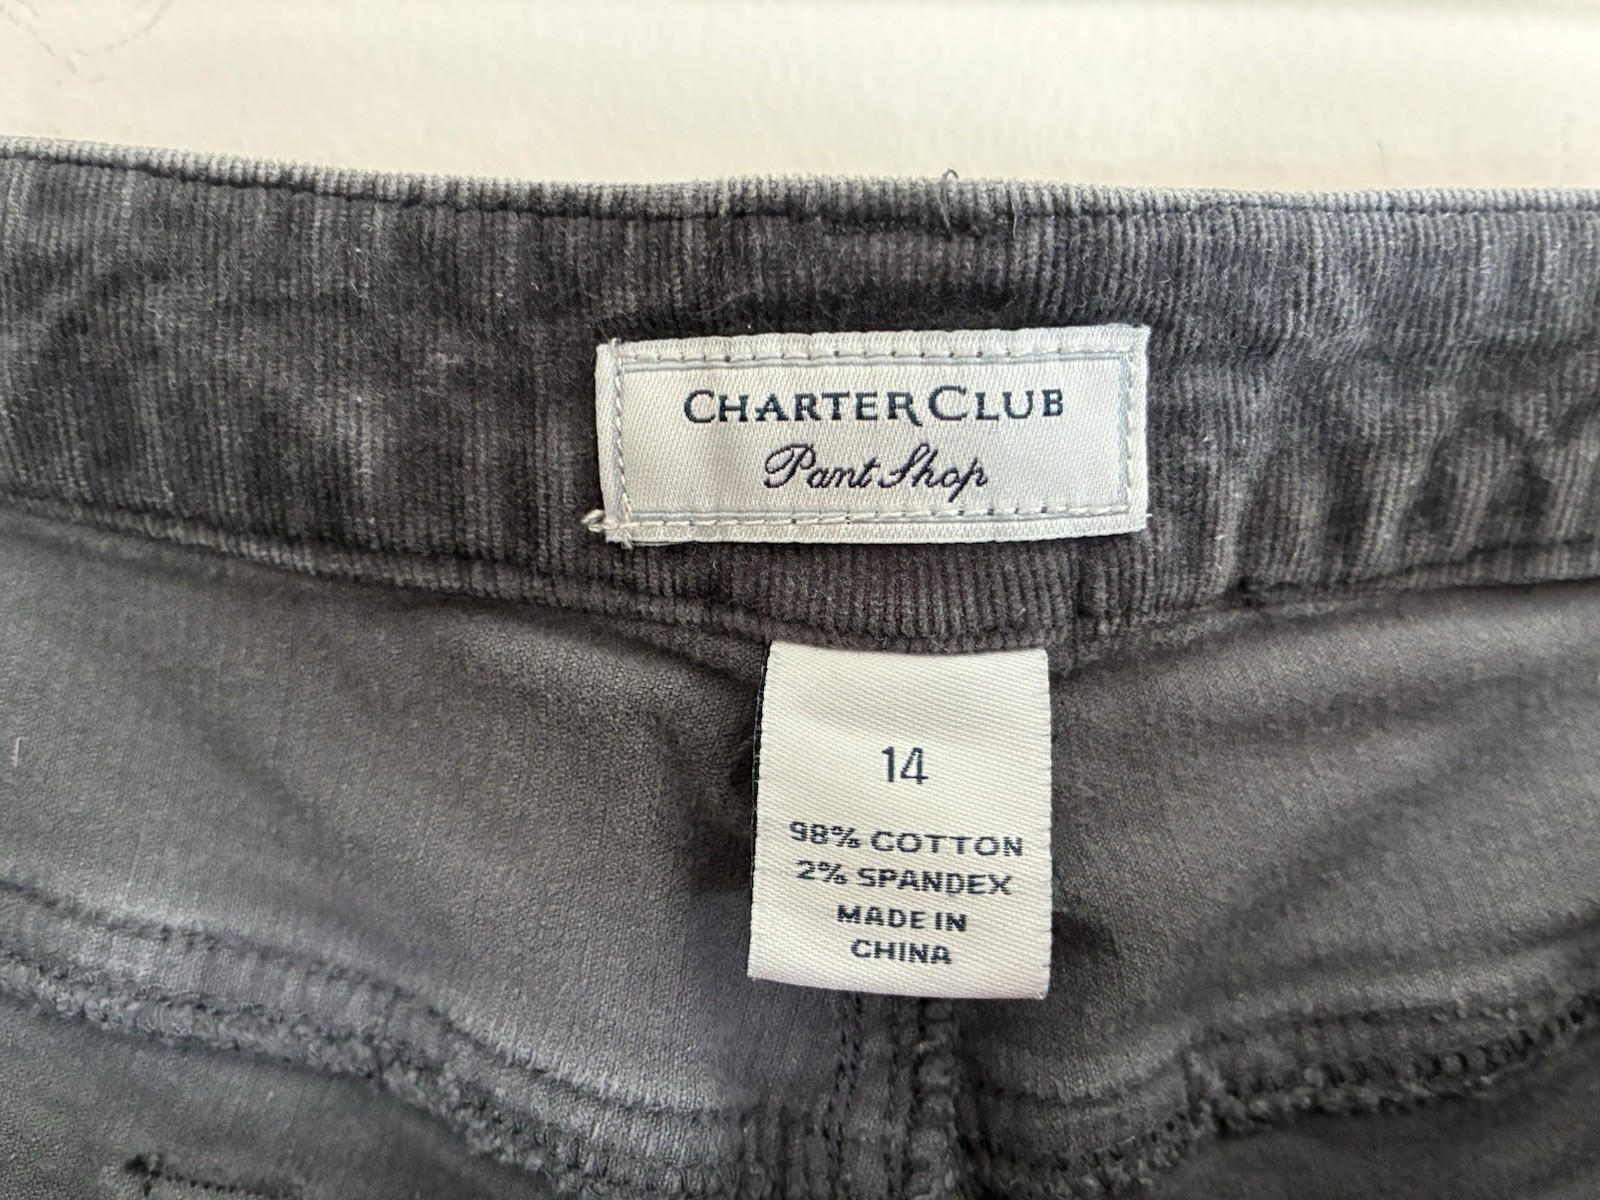 CHARTER CLUB
Pant Shop
14
98% COTTON
2% SPANDEX
MADE IN
CHINA